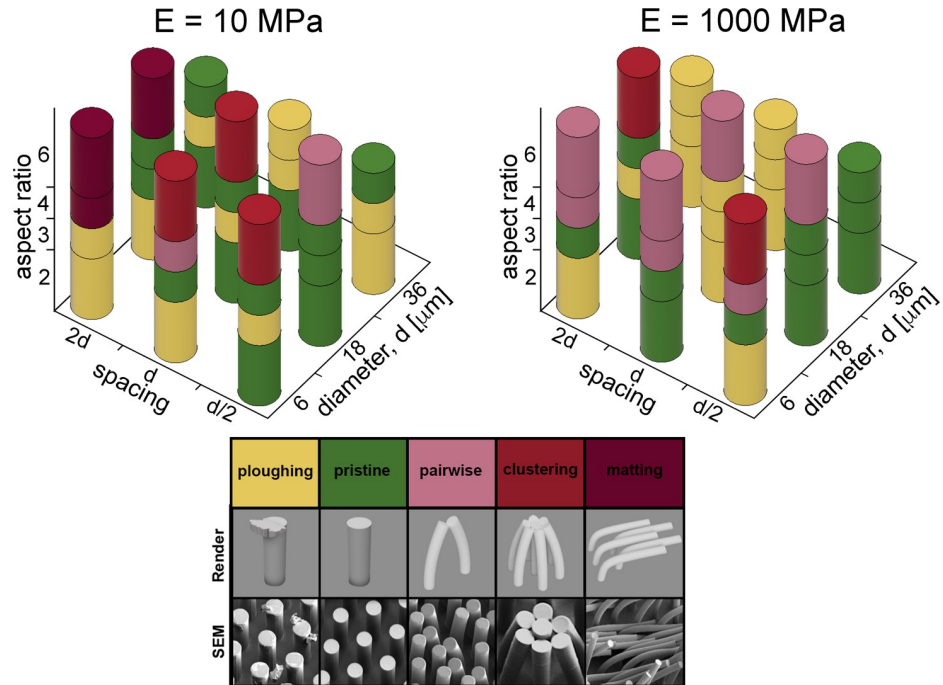 E = 10 MPa
E = 1000 MPa
aspect ratio
6
4
3
2
2d
d
d/2
spacing
6
18
36
diameter, d [μm]
aspect ratio
6
4
3
2
2d
d
d/2
spacing
6
18
36
diameter, d [μm]
ploughing pristine pairwise clustering matting
Render
SEM